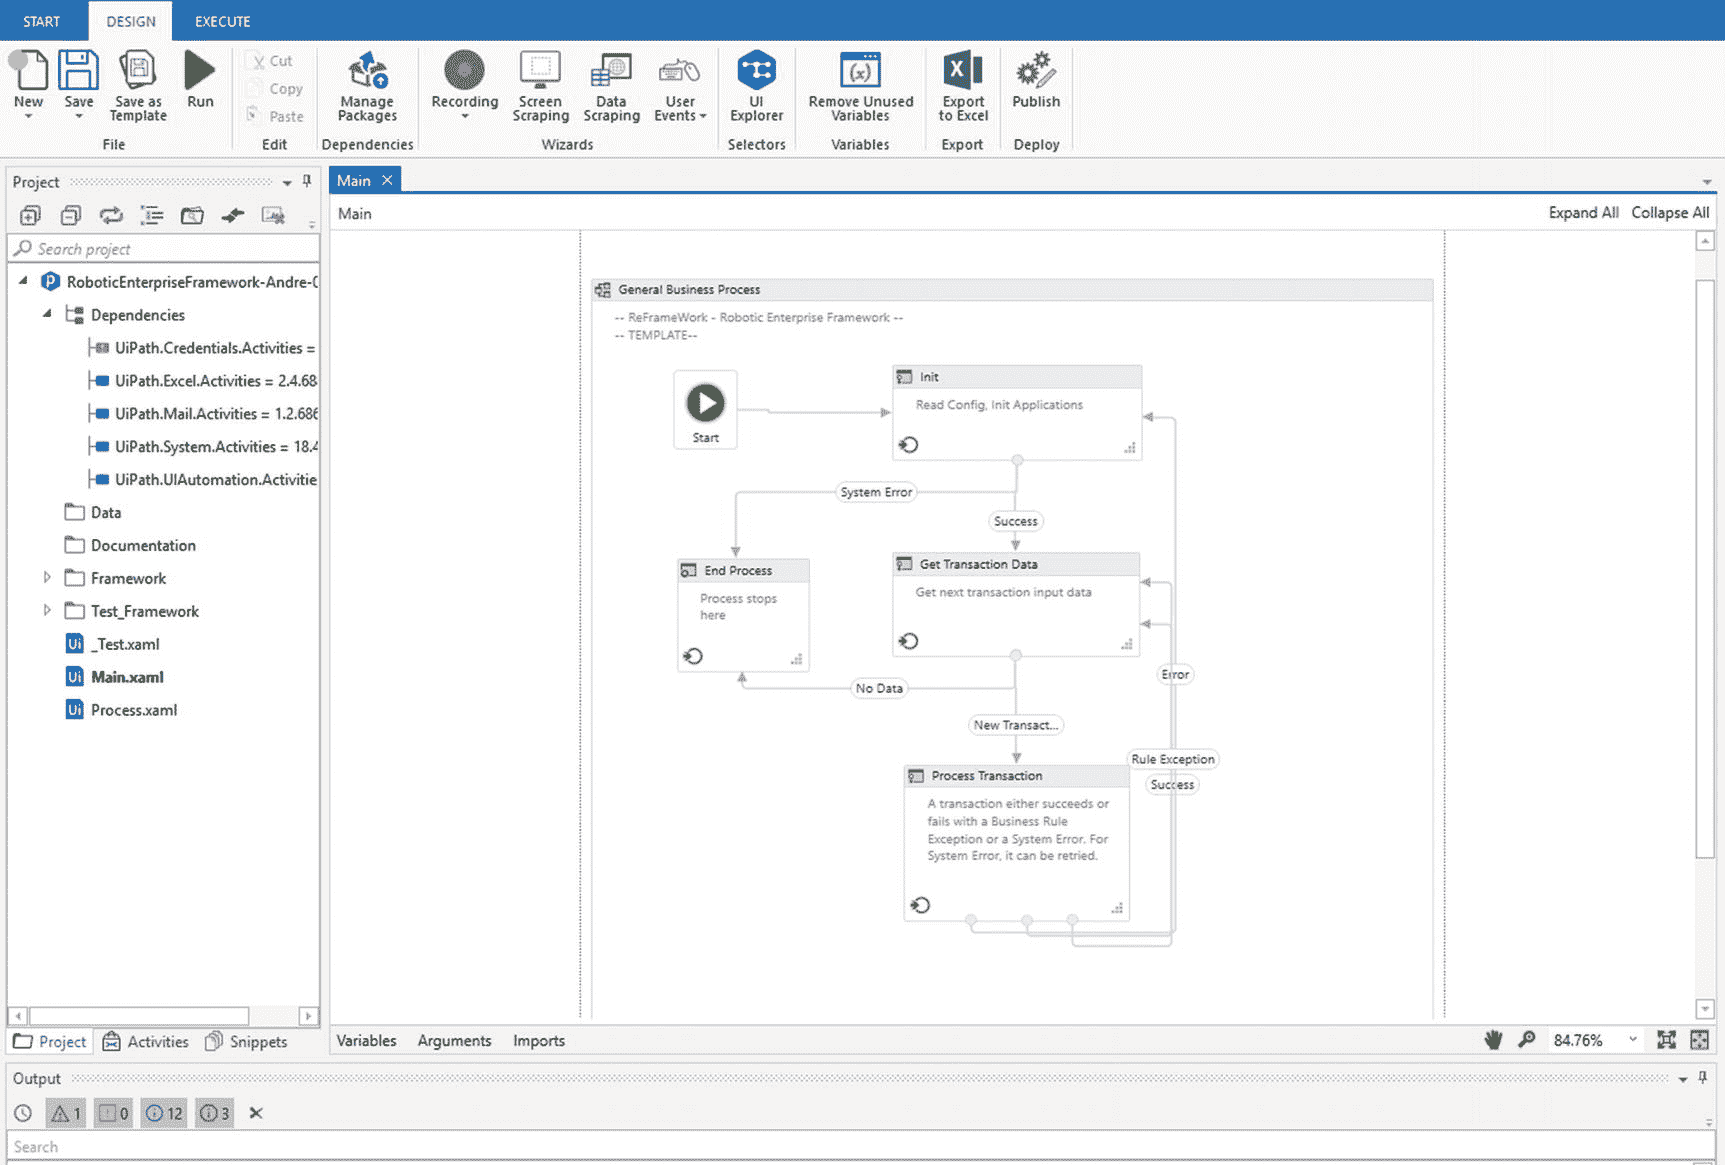 START DESIGN EXECUTE
New Save Save as Template Run Cut Copy Paste Manage Packages Recording Screen Scraping Data Scraping User Events UI Explorer Remove Unused Variables Export to Excel Publish
File Edit Dependencies Wizards Selectors Variables Export Deploy
Project
Search project
RoboticEnterpriseFramework-Andre-
Dependencies
UiPath.Credentials.Activities =
UiPath.Excel.Activities = 2.4.68
UiPath.Mail.Activities = 1.2.686
UiPath.System.Activities = 18.4
UiPath.UIAutomation.Activitie
Data
Documentation
Framework
Test_Framework
Ui _Test.xaml
Ui Main.xaml
Ui Process.xaml
Project Activities Snippets
Main
Main Expand All Collapse All
General Business Process
-- ReFrameWork - Robotic Enterprise Framework --
-- TEMPLATE--
Start
Init
Read Config, Init Applications
System Error
Success
End Process
Process stops
here
Get Transaction Data
Get next transaction input data
No Data
Error
New Transact...
Rule Exception
Success
Process Transaction
A transaction either succeeds or
fails with a Business Rule
Exception or a System Error. For
System Error, it can be retried.
Variables Arguments Imports 84.76%
Output
1 0 12 3
Search